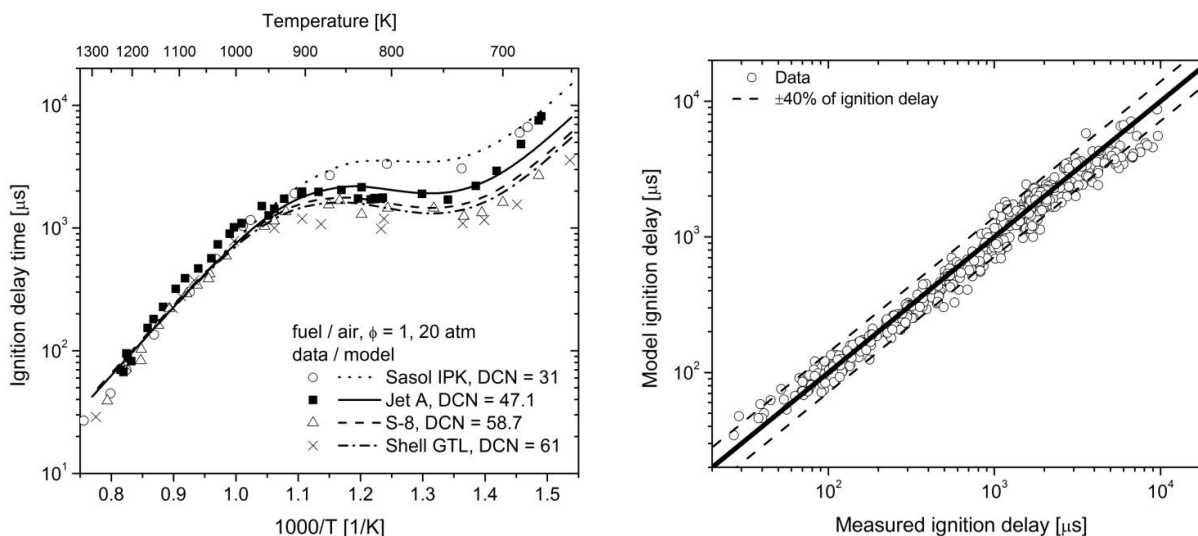 Temperature [K]
1300 1200 1100 1000 900 800 700
Ignition delay time [μs]
10^4
10^3
10^2
10^1
fuel / air, ϕ = 1, 20 atm
data / model
Sasol IPK, DCN = 31
Jet A, DCN = 47.1
S-8, DCN = 58.7
Shell GTL, DCN = 61
0.8 0.9 1.0 1.1 1.2 1.3 1.4 1.5
1000/T [1/K]
Data
±40% of ignition delay
Model ignition delay [μs]
10^4
10^3
10^2
10^2 10^3 10^4
Measured ignition delay [μs]